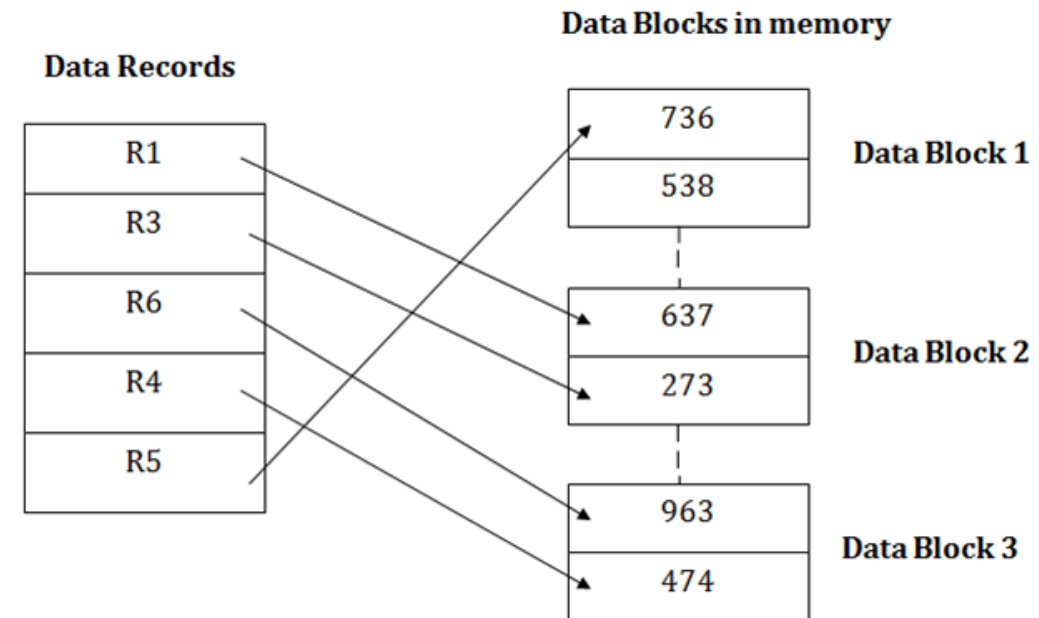 Data Blocks in memory
Data Records
R1
R3
R6
R4
R5
736
538
Data Block 1
637
273
Data Block 2
963
474
Data Block 3